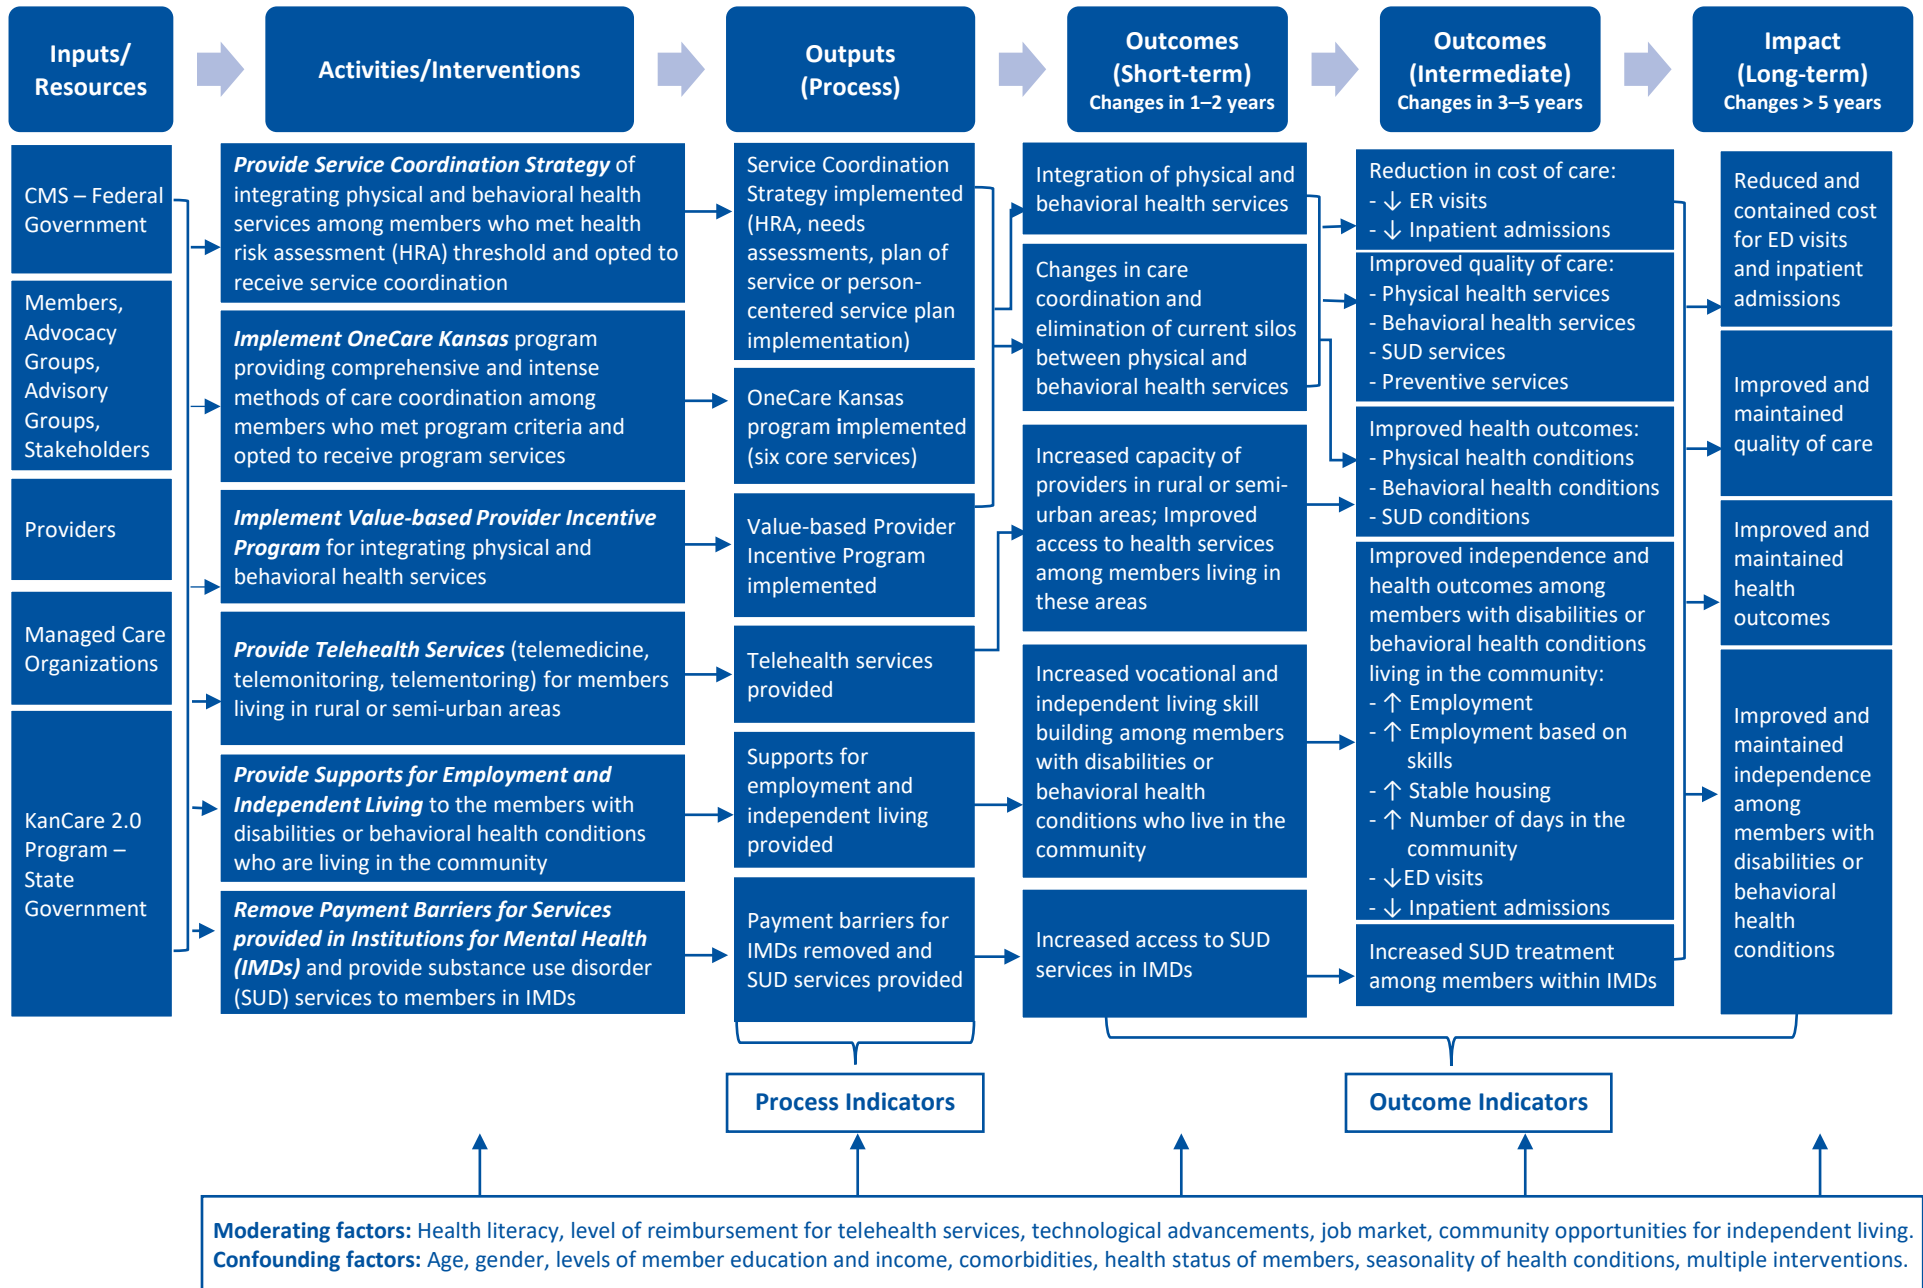 Inputs/
Resources
Activities/Interventions
Outputs
(Process)
Outcomes
(Short-term)
Changes in 1–2 years
Outcomes
(Intermediate)
Changes in 3–5 years
Impact
(Long-term)
Changes > 5 years
CMS – Federal
Government
Members,
Advocacy
Groups,
Advisory
Groups,
Stakeholders
Providers
Managed Care
Organizations
KanCare 2.0
Program –
State
Government
Provide Service Coordination Strategy of
integrating physical and behavioral health
services among members who met health
risk assessment (HRA) threshold and opted to
receive service coordination
Implement OneCare Kansas program
providing comprehensive and intense
methods of care coordination among
members who met program criteria and
opted to receive program services
Implement Value-based Provider Incentive
Program for integrating physical and
behavioral health services
Provide Telehealth Services (telemedicine,
telemonitoring, telementoring) for members
living in rural or semi-urban areas
Provide Supports for Employment and
Independent Living to the members with
disabilities or behavioral health conditions
who are living in the community
Remove Payment Barriers for Services
provided in Institutions for Mental Health
(IMDs) and provide substance use disorder
(SUD) services to members in IMDs
Service Coordination
Strategy implemented
(HRA, needs
assessments, plan of
service or person-
centered service plan
implementation)
OneCare Kansas
program implemented
(six core services)
Value-based Provider
Incentive Program
implemented
Telehealth services
provided
Supports for
employment and
independent living
provided
Payment barriers for
IMDs removed and
SUD services provided
Integration of physical and
behavioral health services
Changes in care
coordination and
elimination of current silos
between physical and
behavioral health services
Increased capacity of
providers in rural or semi-
urban areas; Improved
access to health services
among members living in
these areas
Increased vocational and
independent living skill
building among members
with disabilities or
behavioral health
conditions who live in the
community
Increased access to SUD
services in IMDs
Reduction in cost of care:
- ↓ ER visits
- ↓ Inpatient admissions
Improved quality of care:
- Physical health services
- Behavioral health services
- SUD services
- Preventive services
Improved health outcomes:
- Physical health conditions
- Behavioral health conditions
- SUD conditions
Improved independence and
health outcomes among
members with disabilities or
behavioral health conditions
living in the community:
- ↑ Employment
- ↑ Employment based on
skills
- ↑ Stable housing
- ↑ Number of days in the
community
- ↓ED visits
- ↓ Inpatient admissions
Increased SUD treatment
among members within IMDs
Reduced and
contained cost
for ED visits
and inpatient
admissions
Improved and
maintained
quality of care
Improved and
maintained
health
outcomes
Improved and
maintained
independence
among
members with
disabilities or
behavioral
health
conditions
Process Indicators
Outcome Indicators
Moderating factors: Health literacy, level of reimbursement for telehealth services, technological advancements, job market, community opportunities for independent living.
Confounding factors: Age, gender, levels of member education and income, comorbidities, health status of members, seasonality of health conditions, multiple interventions.